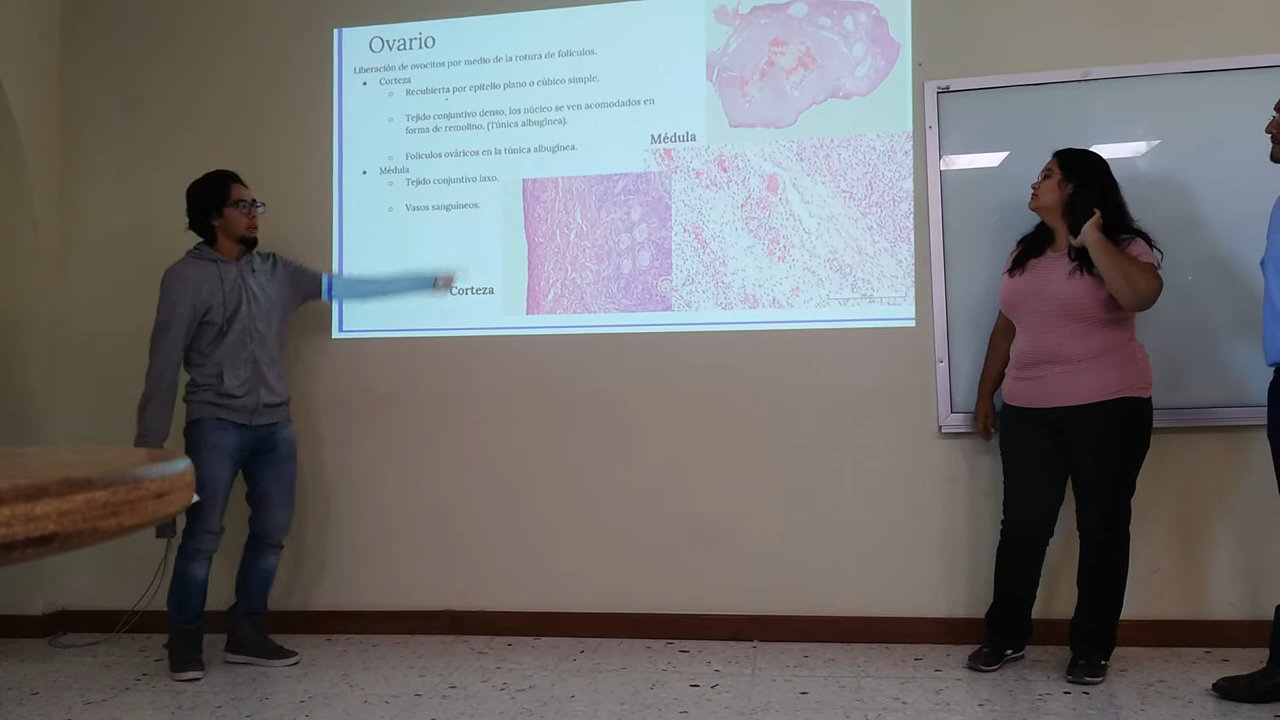 Ovario
Liberación de ovocitos por medio de la rotura de folículos.
Corteza
Recubierta por epitelio plano o cúbico simple.
Tejido conjuntivo denso, los núcleo se ven acomodados en
forma de remolino. (Túnica albugínea).
Folículos ováricos en la túnica albugínea.
Médula
Tejido conjuntivo laxo.
Vasos sanguíneos.
Médula
Corteza